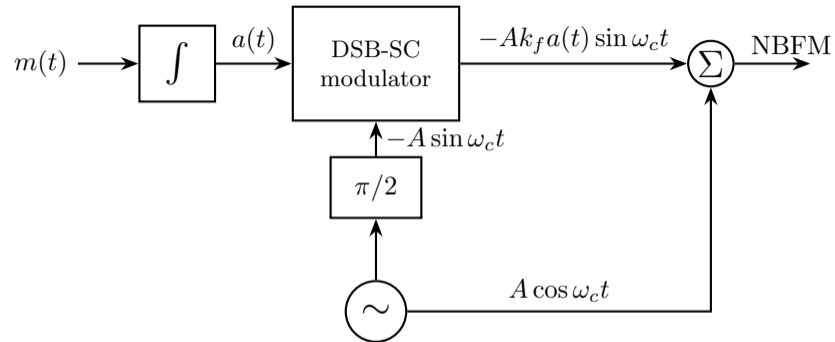 m(t)
∫
a(t)
DSB-SC
modulator
−Ak_f a(t) sin ω_c t
Σ
NBFM
−A sin ω_c t
π/2
∼
A cos ω_c t